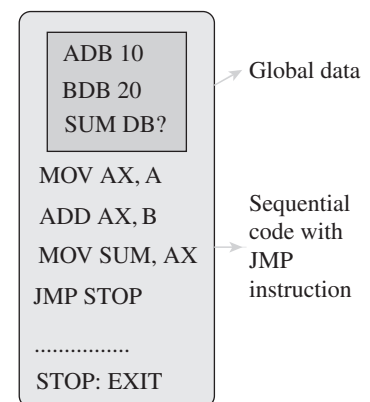 ADB 10
BDB 20
SUM DB?
Global data
MOV AX, A
ADD AX, B
MOV SUM, AX
JMP STOP
................
STOP: EXIT
Sequential
code with
JMP
instruction